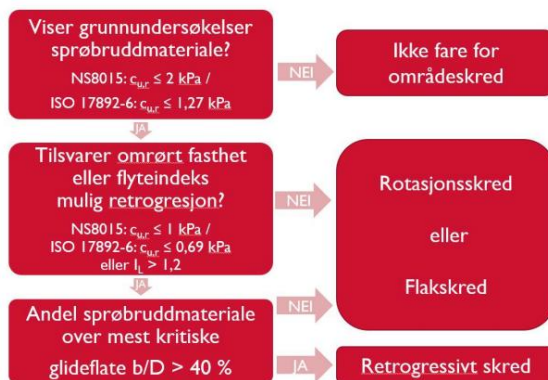 Viser grunnundersøkelser
sprøbruddmateriale?
NS8015: cu,r ≤ 2 kPa /
ISO 17892-6: cu,r ≤ 1,27 kPa
NEI
Ikke fare for
områdeskred
JA
Tilsvarer omrørt fasthet
eller flyteindeks
mulig retrogresjon?
NS8015: cu,r ≤ 1 kPa /
ISO 17892-6: cu,r ≤ 0,69 kPa
eller IL > 1,2
NEI
Rotasjonsskred
eller
Flakskred
JA
Andel sprøbruddmateriale
over mest kritiske
glideflate b/D > 40 %
NEI
JA
Retrogressivt skred